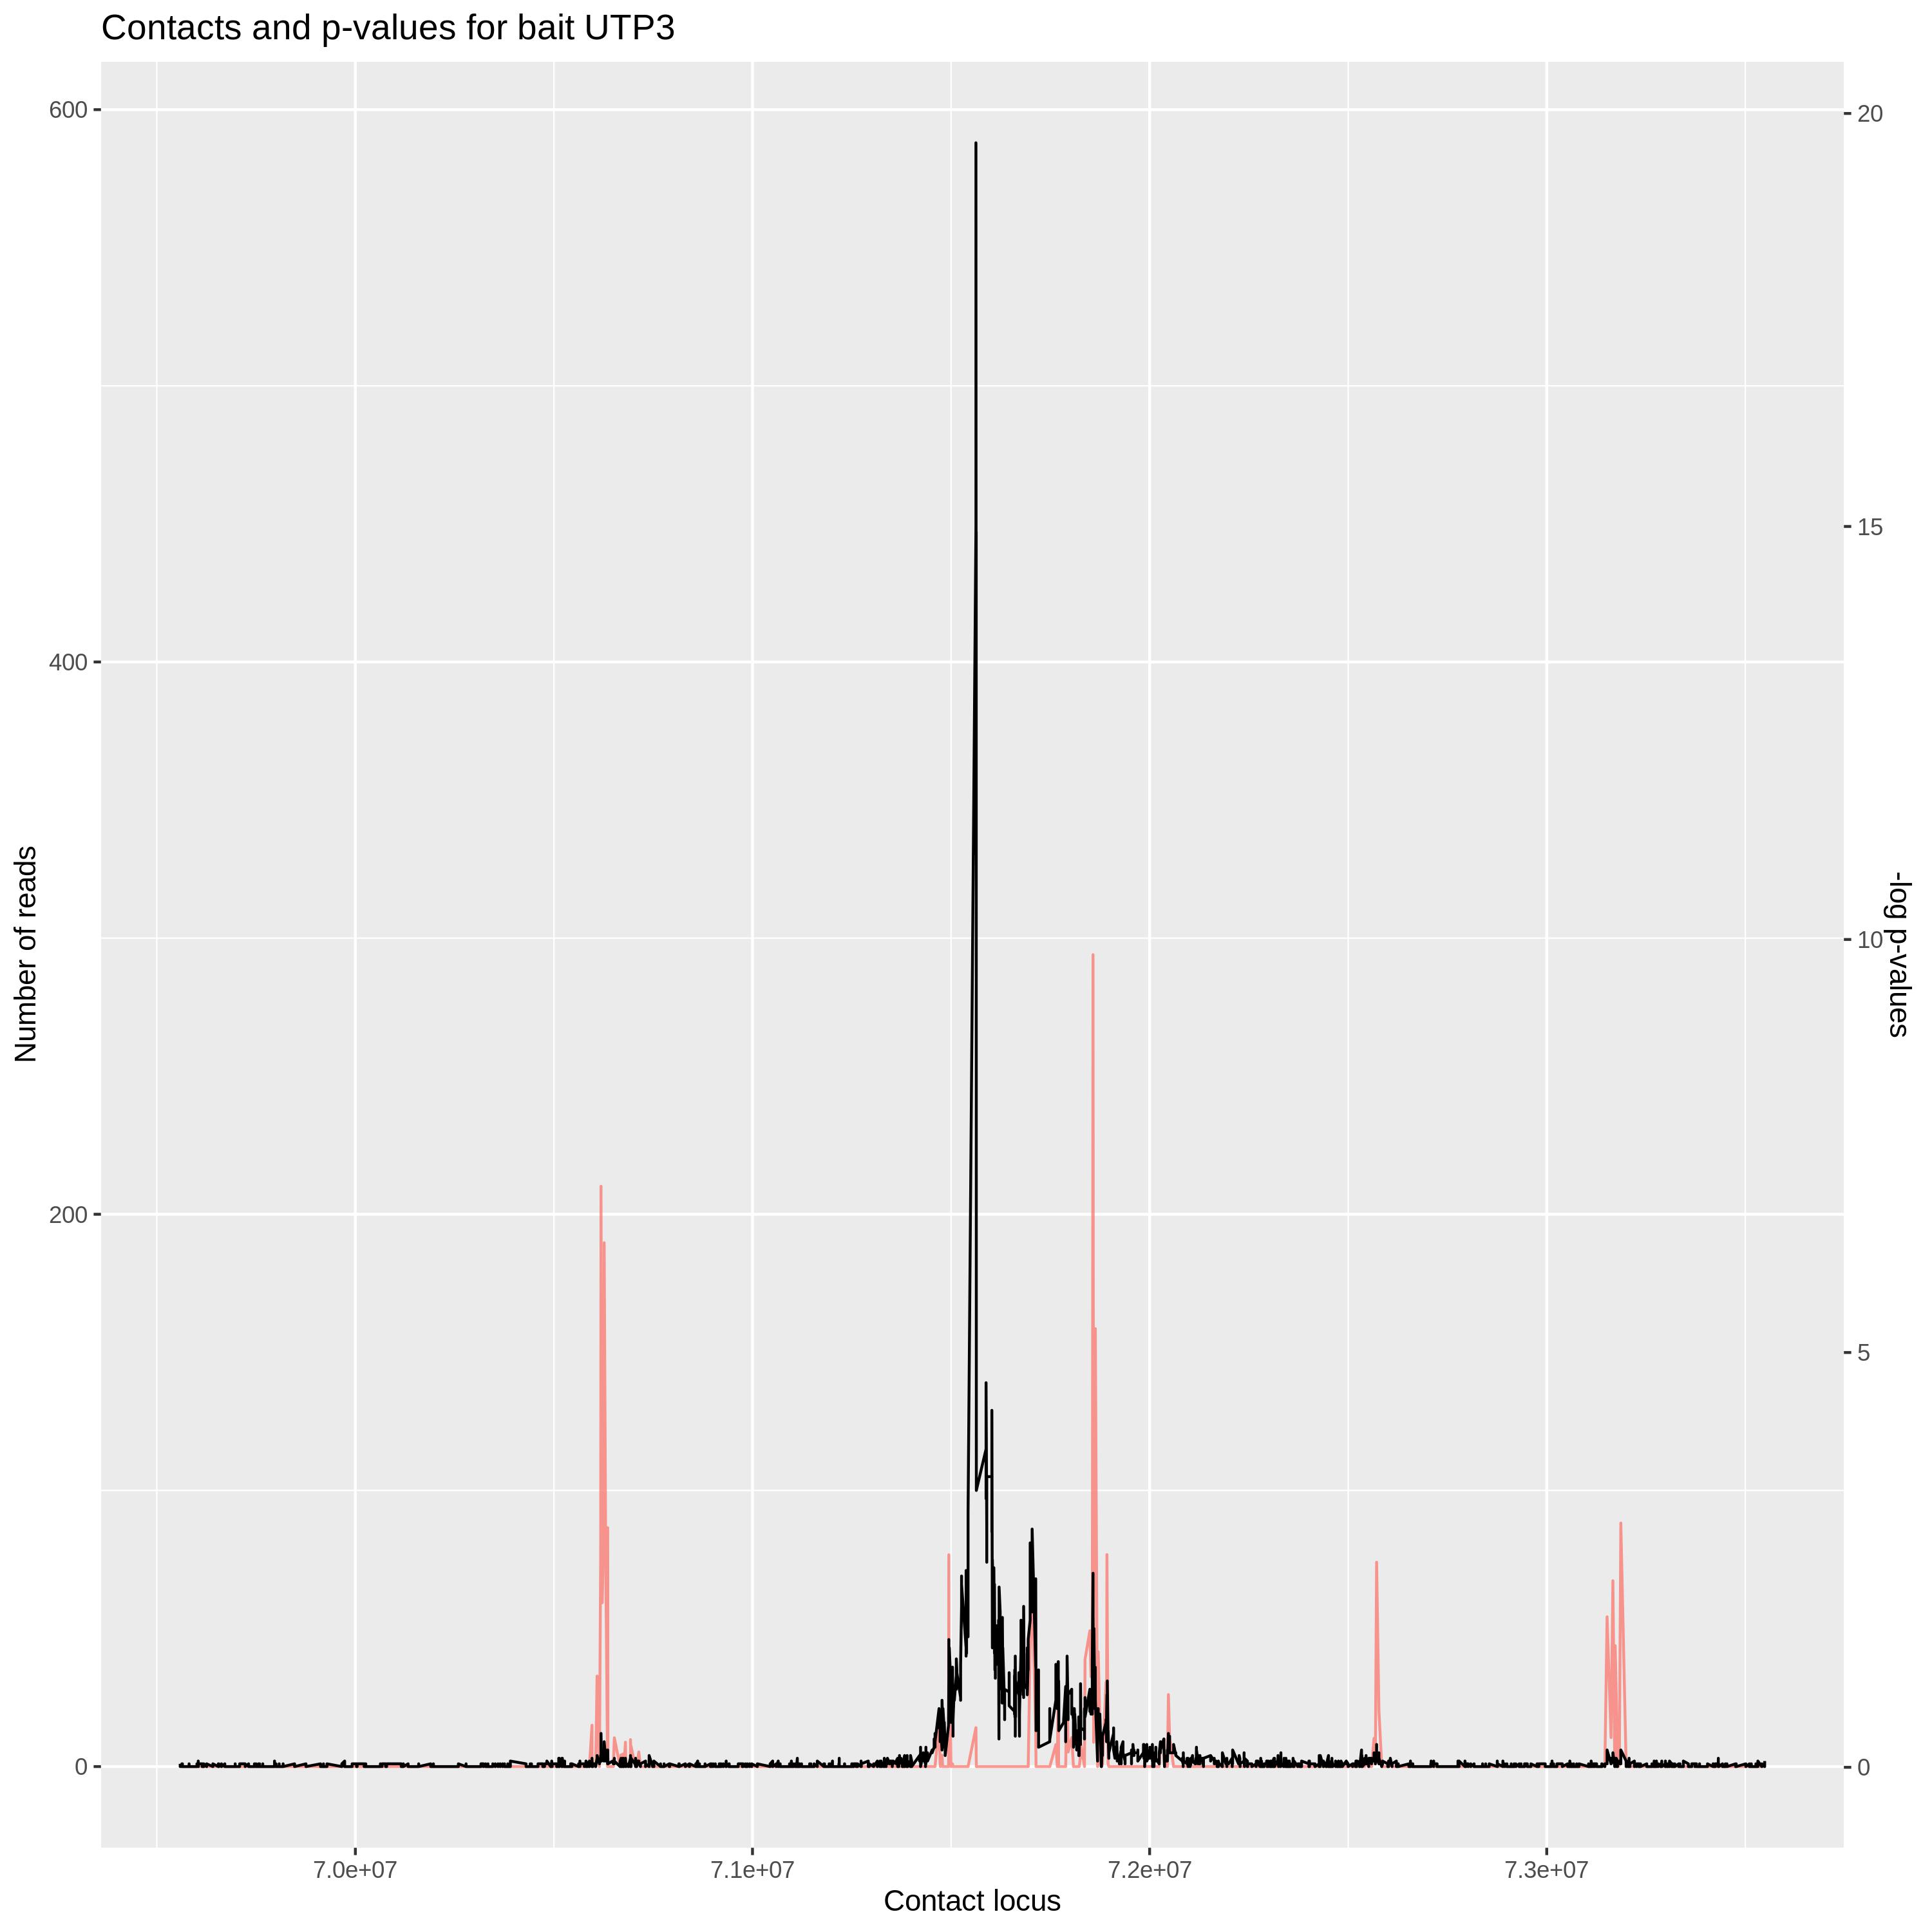 Contacts and p-values for bait UTP3
600
400
200
0
Number of reads
20
15
10
5
0
-log p-values
7.0e+07
7.1e+07
7.2e+07
7.3e+07
Contact locus